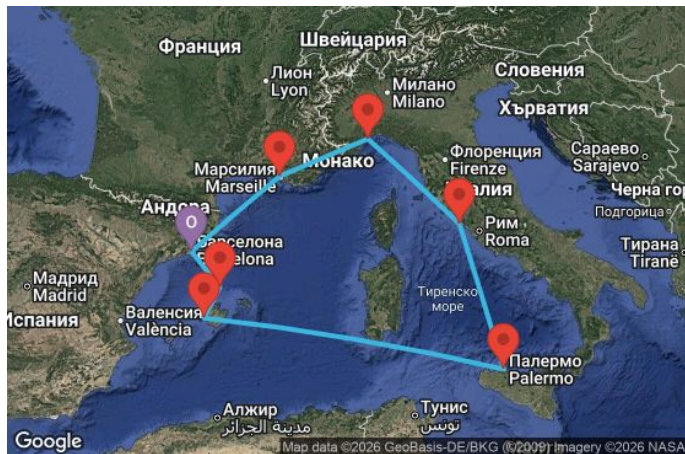 Франция
Швейцария
Лион
Lyon
Милано
Milano
Словения
Хърватия
Марсилия
Marseille
Монако
Флоренция
Firenze
Сараево
Sarajevo
Андора
Черна гор
Подгорица
Рим
Roma
Тирана
Tiranë
О
Барселона
Мадрид
Madrid
Испания
Валенсия
València
Тиренско
море
Палермо
Palermo
Алжир
مدينة الجزائر
Тунис
تونس
Google
Map data ©2026 GeoBasis-DE/BKG (©2009) Imagery ©2026 NASA